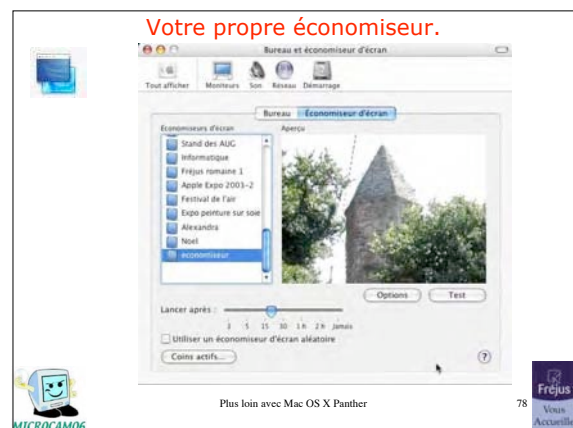 Votre propre économiseur.
Bureau et économiseur d'écran
Tout afficher Moniteurs Son Réseau Démarrage
Bureau Économiseur d'écran
Économiseurs d'écran Aperçu
Stand des AUG
Informatique
Fréjus romaine 1
Apple Expo 2003-2
Festival de l'air
Expo peinture sur soie
Alexandra
Noel
economiseur
Options Test
Lancer après :
3 5 15 30 1 h 2 h Jamais
Utiliser un économiseur d'écran aléatoire
Coins actifs... ?
Plus loin avec Mac OS X Panther 78
MICROCAM06
Fréjus
Vous
Accueille